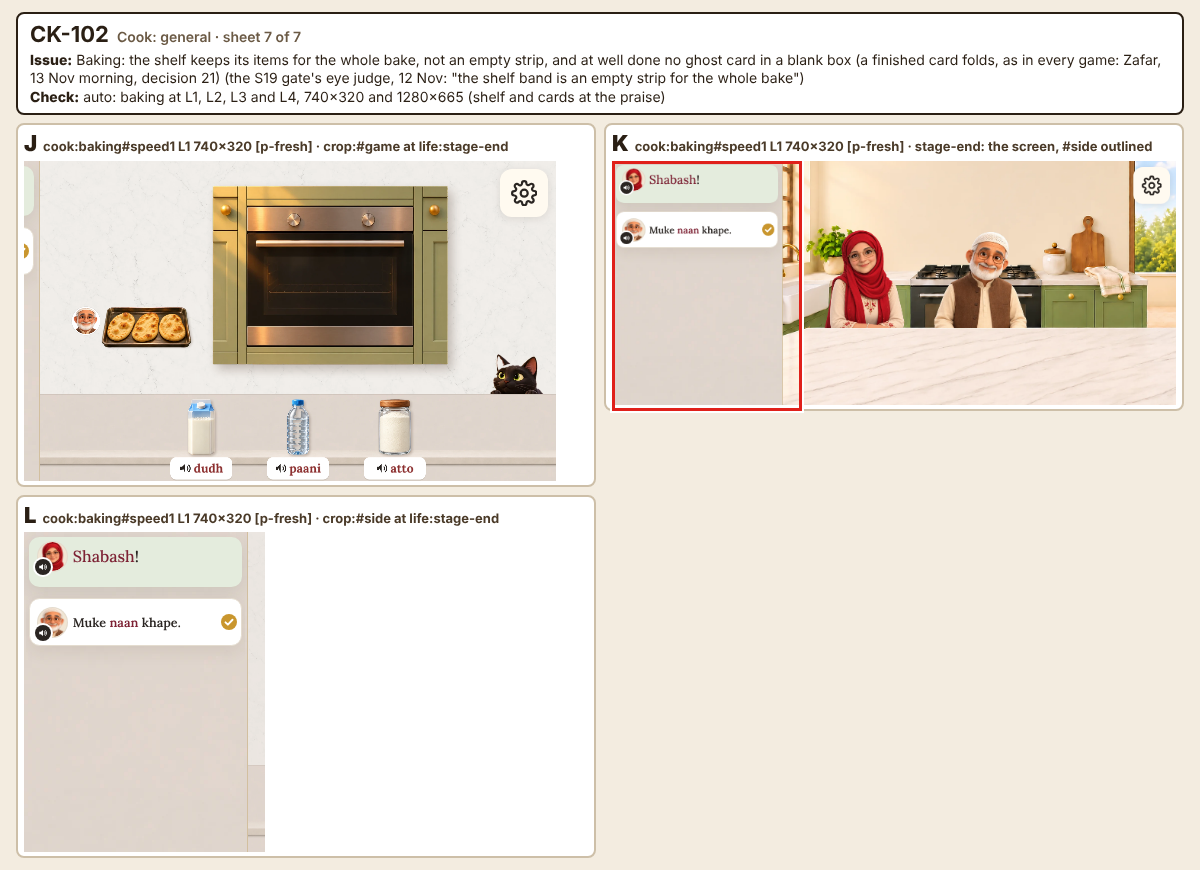 CK-102 Cook: general · sheet 7 of 7
Issue: Baking: the shelf keeps its items for the whole bake, not an empty strip, and at well done no ghost card in a blank box (a finished card folds, as in every game: Zafar,
13 Nov morning, decision 21) (the S19 gate's eye judge, 12 Nov: "the shelf band is an empty strip for the whole bake")
Check: auto: baking at L1, L2, L3 and L4, 740×320 and 1280×665 (shelf and cards at the praise)
J cook:baking#speed1 L1 740×320 [p-fresh] · crop:#game at life:stage-end
dudh
paani
atto
K cook:baking#speed1 L1 740×320 [p-fresh] · stage-end: the screen, #side outlined
Shabash!
Muke naan khape.
L cook:baking#speed1 L1 740×320 [p-fresh] · crop:#side at life:stage-end
Shabash!
Muke naan khape.